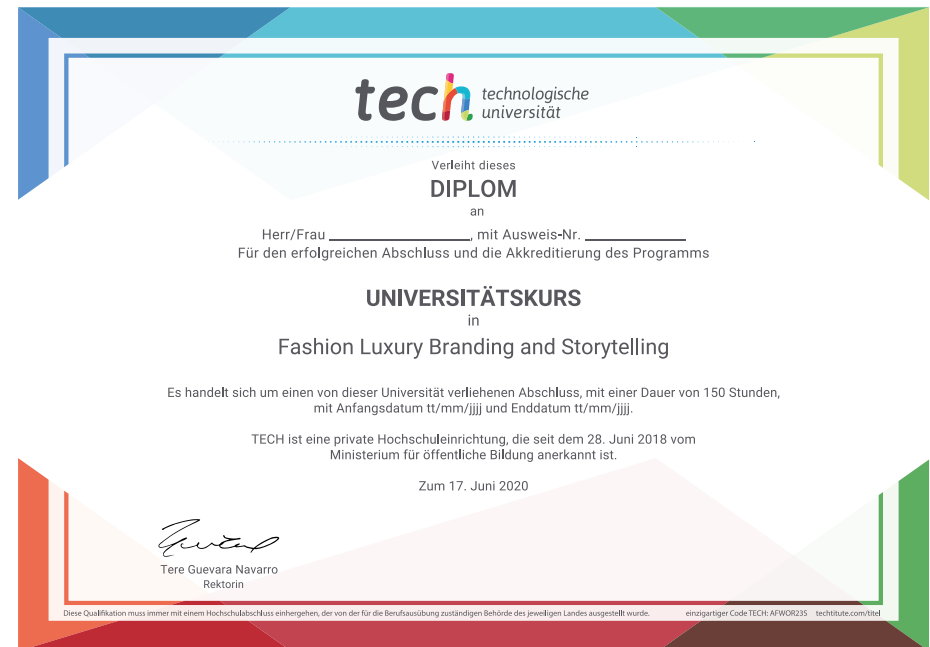 tech technologische
universität
Verleiht dieses
DIPLOM
an
Herr/Frau ____________, mit Ausweis-Nr. ____________
Für den erfolgreichen Abschluss und die Akkreditierung des Programms
UNIVERSITÄTSKURS
in
Fashion Luxury Branding and Storytelling
Es handelt sich um einen von dieser Universität verliehenen Abschluss, mit einer Dauer von 150 Stunden,
mit Anfangsdatum tt/mm/jjjj und Enddatum tt/mm/jjjj.
TECH ist eine private Hochschuleinrichtung, die seit dem 28. Juni 2018 vom
Ministerium für öffentliche Bildung anerkannt ist.
Zum 17. Juni 2020
Tere Guevara Navarro
Rektorin
Diese Qualifikation muss immer mit einem Hochschulabschluss einhergehen, der von der für die Berufsausübung zuständigen Behörde des jeweiligen Landes ausgestellt wurde. einzigartiger Code TECH: AFWOR23S techtitute.com/titel